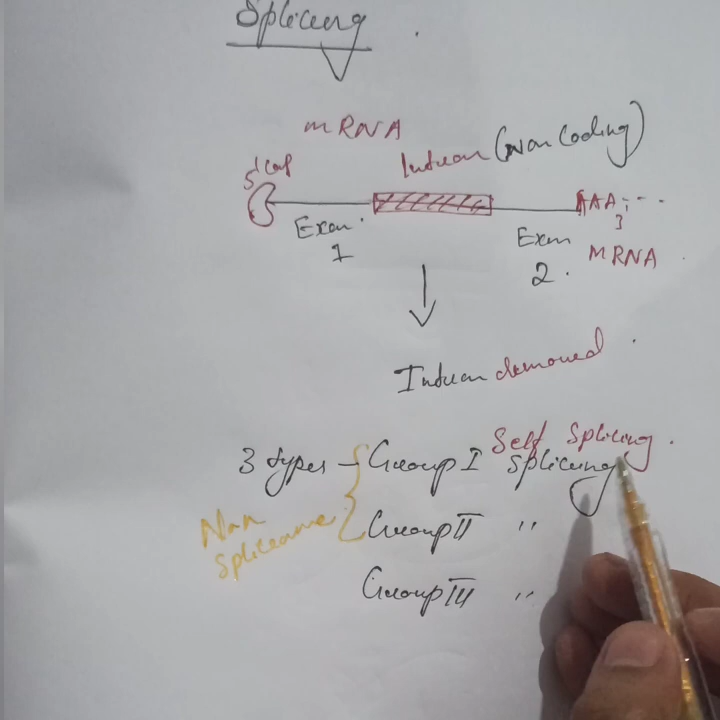 Splicing
mRNA
Intron (Non Coding)
5' Cap
AAA - - -
3
Exon
1
Exon
2.
MRNA
Intron removed
Self Splicing
3 types - Group I Splicing
Non
Group II "
Group III "